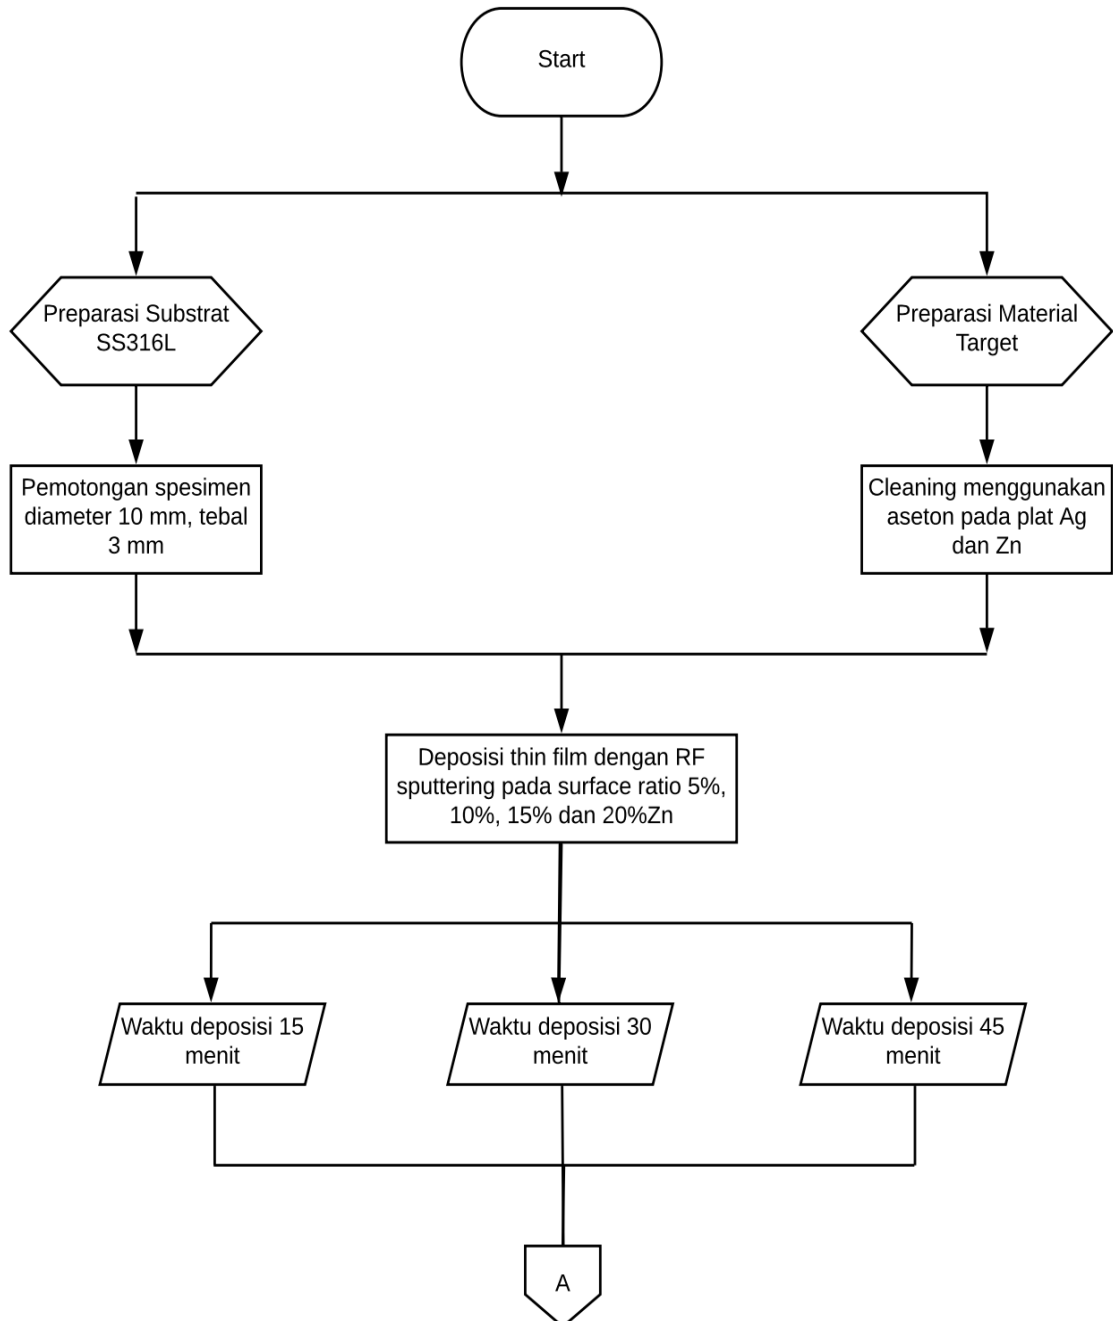 Start
Preparasi Substrat
SS316L
Preparasi Material
Target
Pemotongan spesimen
diameter 10 mm, tebal
3 mm
Cleaning menggunakan
aseton pada plat Ag
dan Zn
Deposisi thin film dengan RF
sputtering pada surface ratio 5%,
10%, 15% dan 20%Zn
Waktu deposisi 15
menit
Waktu deposisi 30
menit
Waktu deposisi 45
menit
A